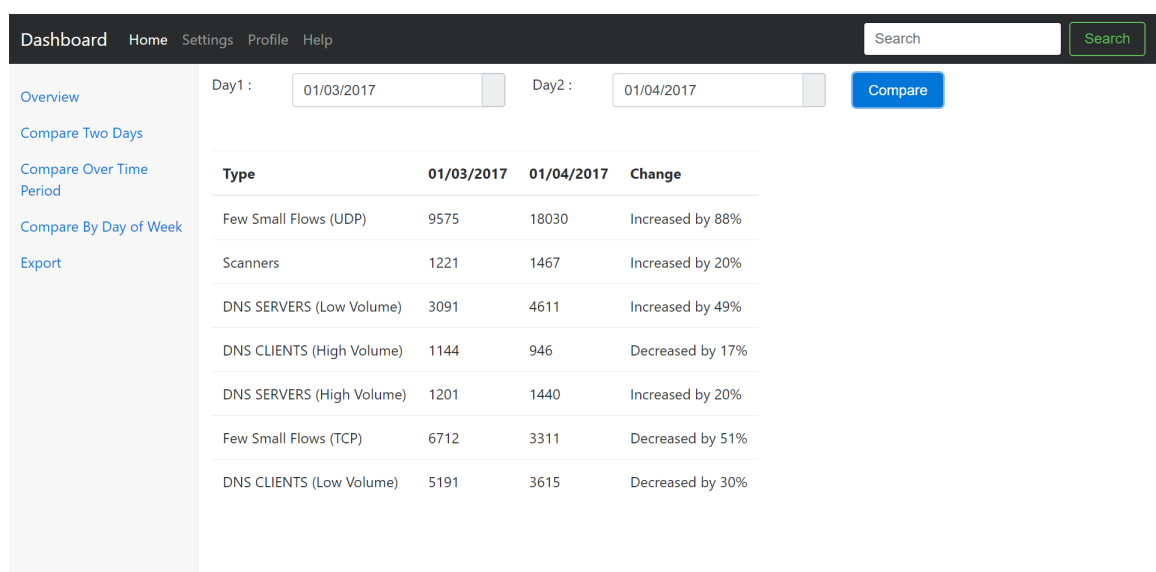 Dashboard Home Settings Profile Help Search Search
Overview
Compare Two Days
Compare Over Time
Period
Compare By Day of Week
Export
Day1 : 01/03/2017 Day2 : 01/04/2017 Compare
Type 01/03/2017 01/04/2017 Change
Few Small Flows (UDP) 9575 18030 Increased by 88%
Scanners 1221 1467 Increased by 20%
DNS SERVERS (Low Volume) 3091 4611 Increased by 49%
DNS CLIENTS (High Volume) 1144 946 Decreased by 17%
DNS SERVERS (High Volume) 1201 1440 Increased by 20%
Few Small Flows (TCP) 6712 3311 Decreased by 51%
DNS CLIENTS (Low Volume) 5191 3615 Decreased by 30%